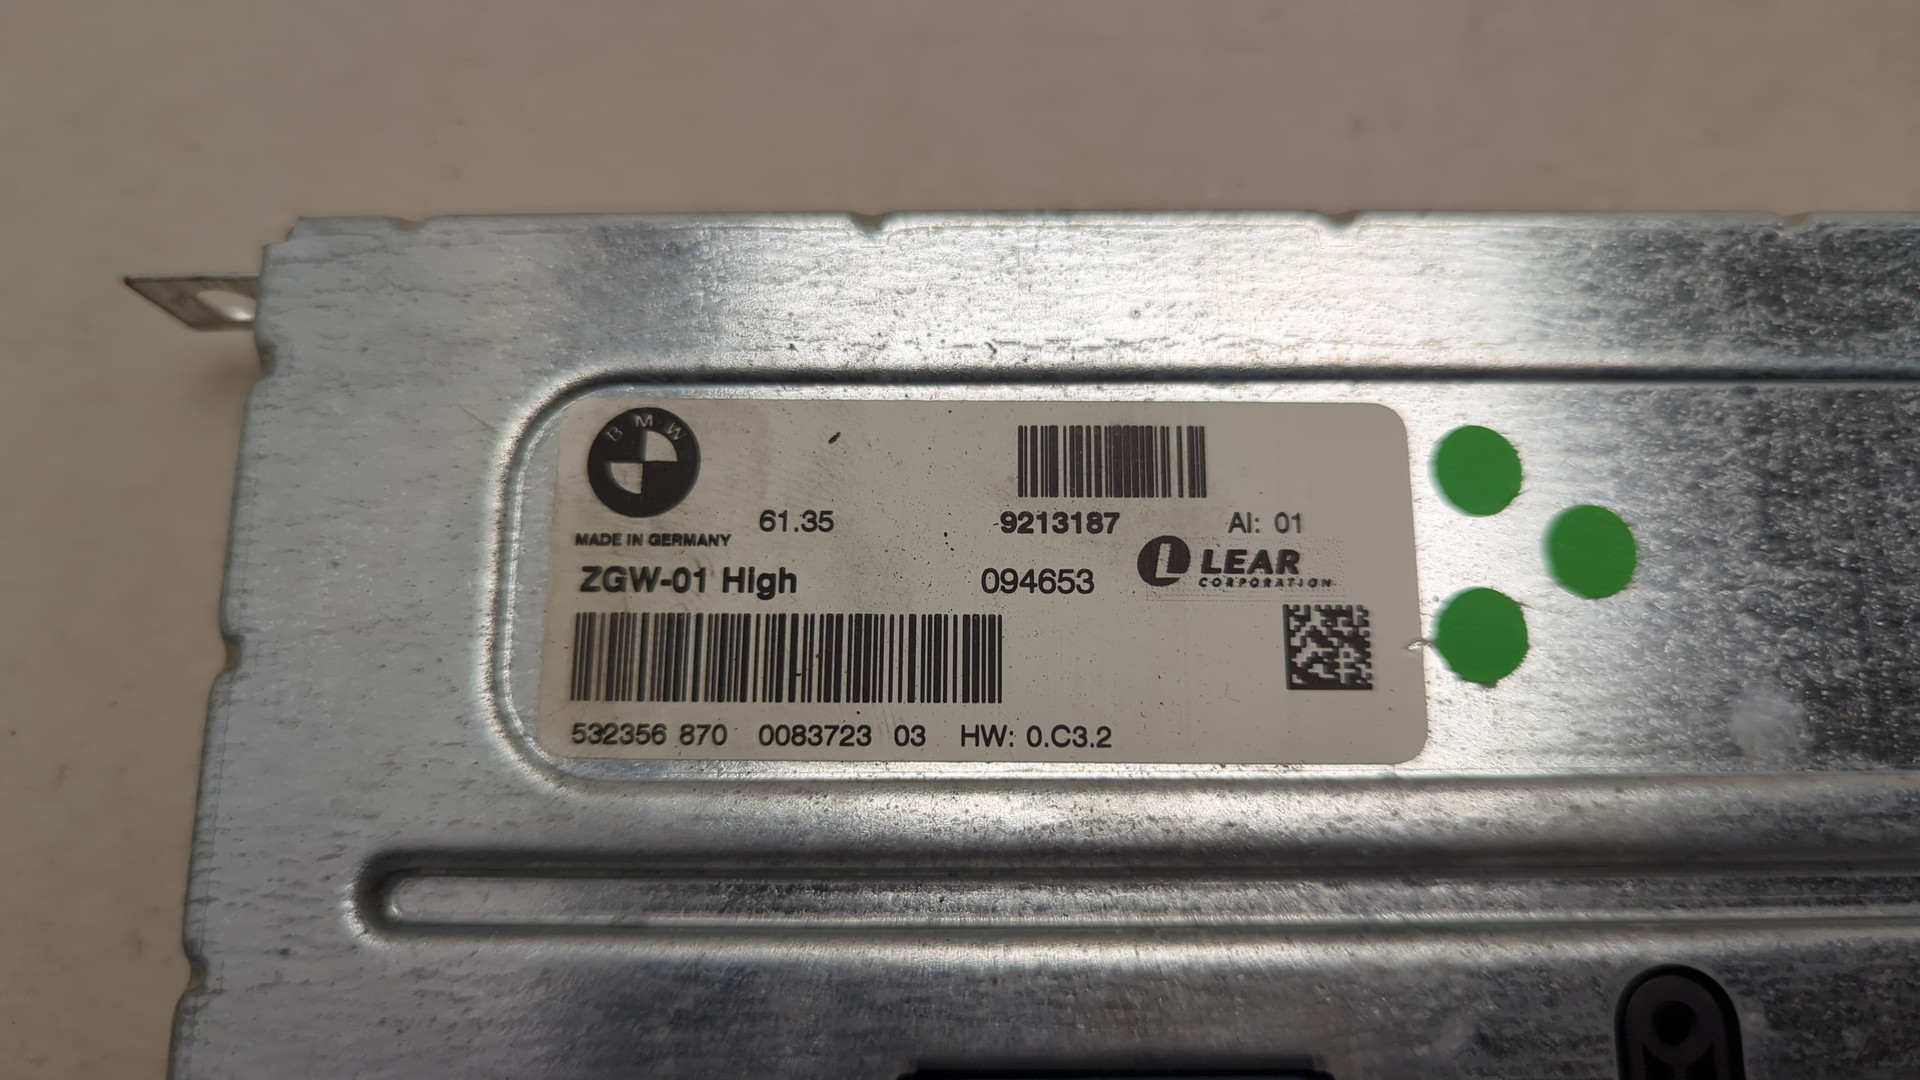 BMW
61.35 9213187 AI: 01
MADE IN GERMANY
LEAR
CORPORATION
ZGW-01 High 094653
532356 870 0083723 03 HW: 0.C3.2